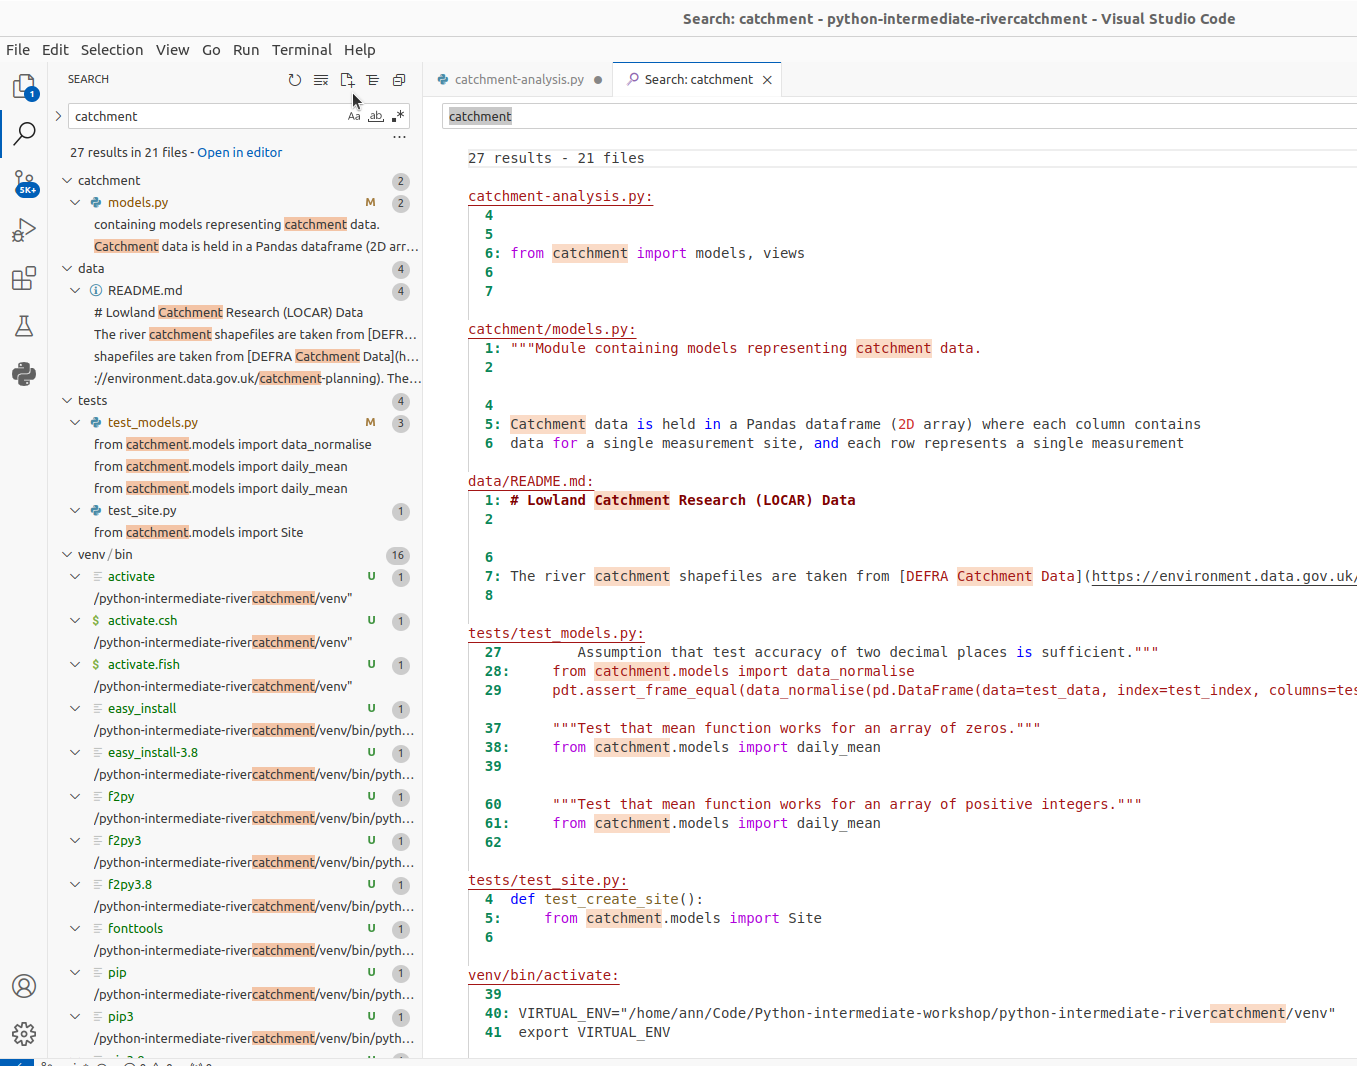 Search: catchment - python-intermediate-rivercatchment - Visual Studio Code
File Edit Selection View Go Run Terminal Help
SEARCH
catchment-analysis.py
Search: catchment
1
catchment
Aa ab .*
catchment
27 results in 21 files - Open in editor
5K+
catchment 2
models.py M 2
containing models representing catchment data.
Catchment data is held in a Pandas dataframe (2D arr...
data 4
README.md 4
# Lowland Catchment Research (LOCAR) Data
The river catchment shapefiles are taken from [DEFR...
shapefiles are taken from [DEFRA Catchment Data](h...
://environment.data.gov.uk/catchment-planning). The...
tests 4
test_models.py M 3
from catchment.models import data_normalise
from catchment.models import daily_mean
from catchment.models import daily_mean
test_site.py 1
from catchment.models import Site
venv / bin 16
activate U 1
/python-intermediate-rivercatchment/venv"
$ activate.csh U 1
/python-intermediate-rivercatchment/venv"
$ activate.fish U 1
/python-intermediate-rivercatchment/venv"
easy_install U 1
/python-intermediate-rivercatchment/venv/bin/pyth...
easy_install-3.8 U 1
/python-intermediate-rivercatchment/venv/bin/pyth...
f2py U 1
/python-intermediate-rivercatchment/venv/bin/pyth...
f2py3 U 1
/python-intermediate-rivercatchment/venv/bin/pyth...
f2py3.8 U 1
/python-intermediate-rivercatchment/venv/bin/pyth...
fonttools U 1
/python-intermediate-rivercatchment/venv/bin/pyth...
pip U 1
/python-intermediate-rivercatchment/venv/bin/pyth...
pip3 U 1
/python-intermediate-rivercatchment/venv/bin/pyth...
27 results - 21 files
catchment-analysis.py:
4
5
6: from catchment import models, views
6
7
catchment/models.py:
1: """Module containing models representing catchment data.
2
4
5: Catchment data is held in a Pandas dataframe (2D array) where each column contains
6 data for a single measurement site, and each row represents a single measurement
data/README.md:
1: # Lowland Catchment Research (LOCAR) Data
2
6
7: The river catchment shapefiles are taken from [DEFRA Catchment Data](https://environment.data.gov.uk/
8
tests/test_models.py:
27 Assumption that test accuracy of two decimal places is sufficient."""
28: from catchment.models import data_normalise
29 pdt.assert_frame_equal(data_normalise(pd.DataFrame(data=test_data, index=test_index, columns=tes
37 """Test that mean function works for an array of zeros."""
38: from catchment.models import daily_mean
39
60 """Test that mean function works for an array of positive integers."""
61: from catchment.models import daily_mean
62
tests/test_site.py:
4 def test_create_site():
5: from catchment.models import Site
6
venv/bin/activate:
39
40: VIRTUAL_ENV="/home/ann/Code/Python-intermediate-workshop/python-intermediate-rivercatchment/venv"
41 export VIRTUAL_ENV